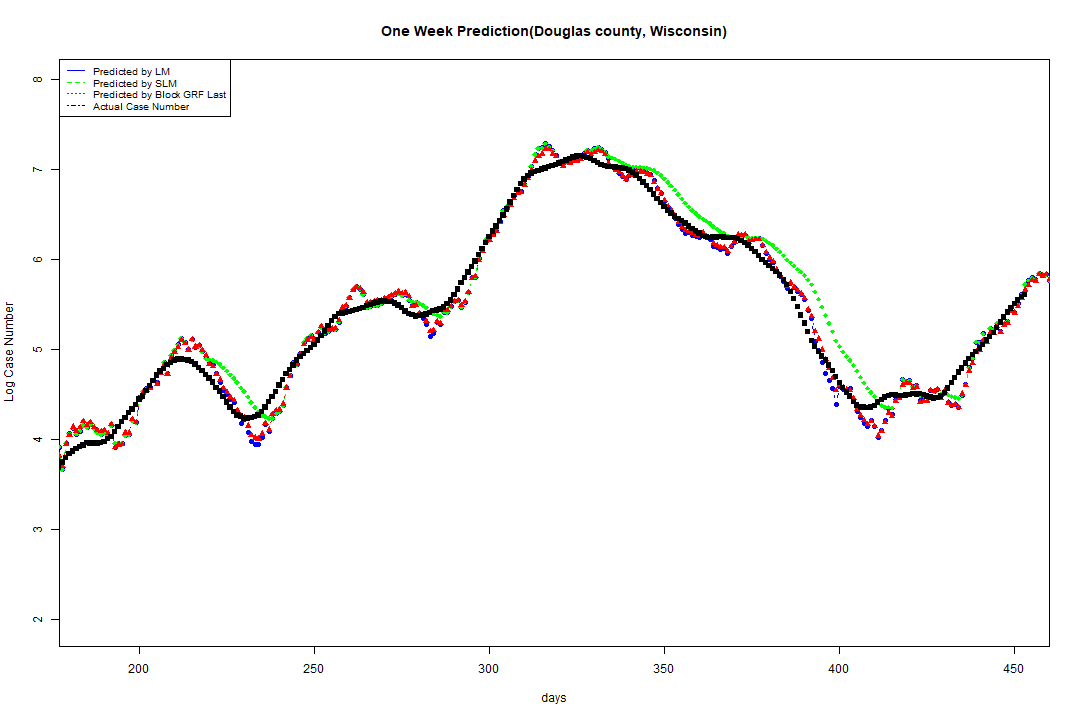 One Week Prediction(Douglas county, Wisconsin)
Predicted by LM
Predicted by SLM
Predicted by Block GRF Last
Actual Case Number
8
7
6
5
4
3
2
Log Case Number
200 250 300 350 400 450
days